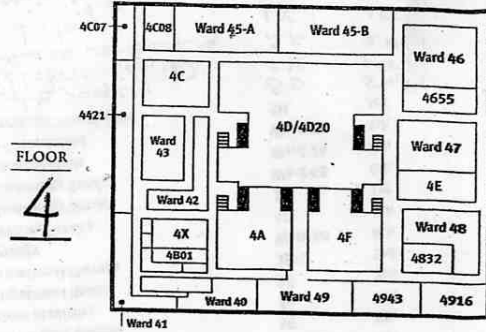 4C07
4C08
Ward 45-A
Ward 45-B
Ward 46
4C
4655
4421
4D/4D20
Ward 43
Ward 47
FLOOR
4
4E
Ward 42
4X
4A
4F
Ward 48
4B01
4832
Ward 40
Ward 49
4943
4916
Ward 41